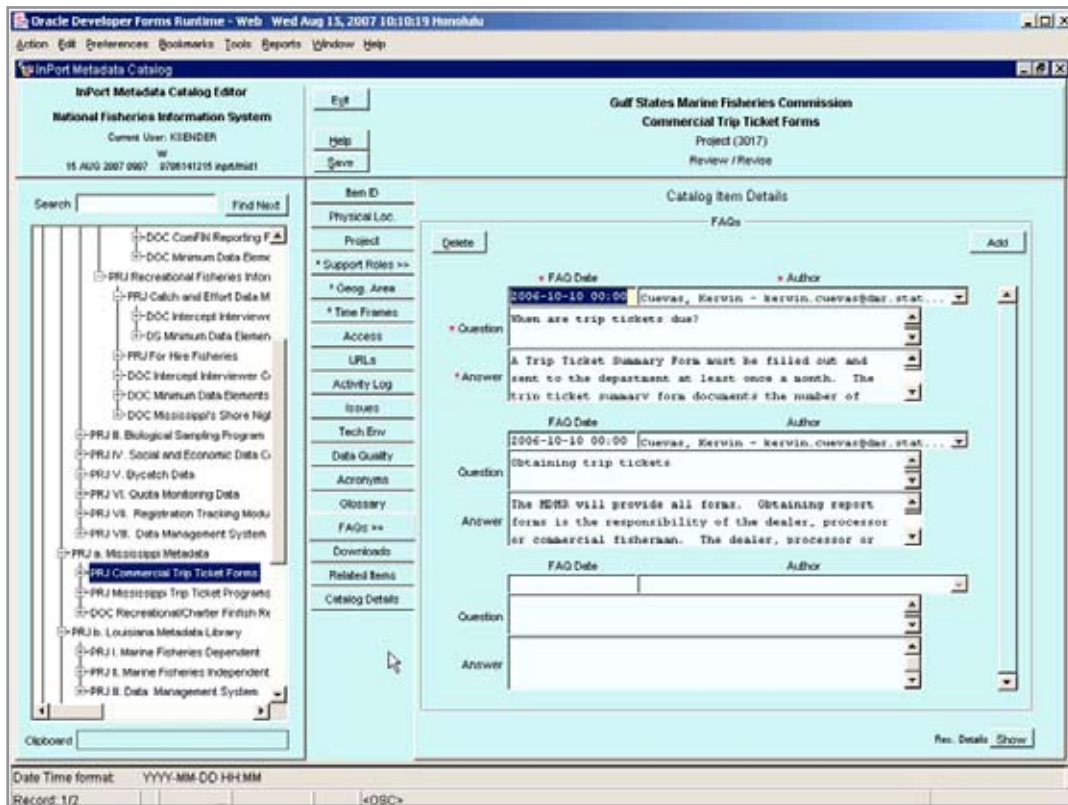 Oracle Developer Forms Runtime - Web Wed Aug 15, 2007 10:10:19 Honolulu
Action Edit Preferences Bookmarks Tools Reports Window Help
InPort Metadata Catalog
InPort Metadata Catalog Editor
National Fisheries Information System
Current User: KSENDER
15 AUG 2007 0907
Exit
Help
Save
Gulf States Marine Fisheries Commission
Commercial Trip Ticket Forms
Project (3017)
Review / Revise
Search
Find Next
DOC ComFIN Reporting F
DOC Minimum Data Eleme
PRJ Recreational Fisheries Infor
PRJ Catch and Effort Data M
DOC Intercept Interviewe
DS Minimum Data Elemen
PRJ For Hire Fisheries
DOC Intercept Interviewer C
DOC Minimum Data Elements
DOC Mississippi's Shore Nigl
PRJ III. Biological Sampling Program
PRJ IV. Social and Economic Data C
PRJ V. Bycatch Data
PRJ VI. Quota Monitoring Data
PRJ VII. Registration Tracking Modu
PRJ VIII. Data Management System
PRJ a. Mississippi Metadata
PRJ Commercial Trip Ticket Forms
PRJ Mississippi Trip Ticket Programs
DOC Recreational/Charter Finfish Re
PRJ b. Louisiana Metadata Library
PRJ I. Marine Fisheries Dependent
PRJ II. Marine Fisheries Independent
PRJ III. Data Management System
Clipboard
Item ID
Physical Loc.
Project
* Support Roles >>
* Geog. Area
* Time Frames
Access
URLs
Activity Log
Issues
Tech Env
Data Quality
Acronyms
Glossary
FAQs >>
Downloads
Related Items
Catalog Details
Catalog Item Details
FAQs
Delete
Add
* FAQ Date * Author
2006-10-10 00:00 Cuevas, Kerwin - kerwin.cuevas@dmr.stat...
* Question When are trip tickets due?
* Answer A Trip Ticket Summary Form must be filled out and
sent to the department at least once a month. The
trip ticket summary form documents the number of
FAQ Date Author
2006-10-10 00:00 Cuevas, Kerwin - kerwin.cuevas@dmr.stat...
Question Obtaining trip tickets
Answer The MDMR will provide all forms. Obtaining report
forms is the responsibility of the dealer, processor
or commercial fisherman. The dealer, processor or
FAQ Date Author
Question
Answer
Rec. Details Show
Date Time format: YYYY-MM-DD HH:MM
Record: 1/2 <OSC>